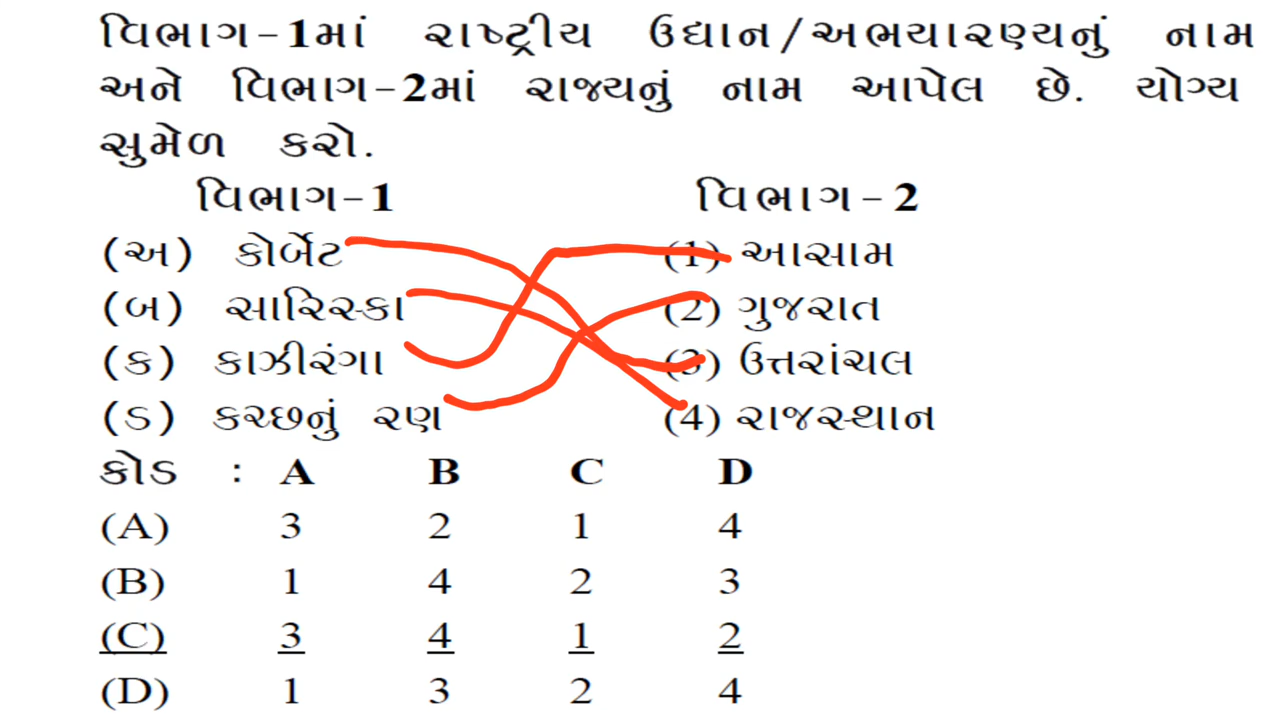 વિભાગ-1માં રાષ્ટ્રીય ઉદ્યાન/અભયારણ્યનું નામ
અને વિભાગ-2માં રાજ્યનું નામ આપેલ છે. યોગ્ય
સુમેળ કરો.
વિભાગ-1 વિભાગ-2
(અ) કોર્બેટ (1) આસામ
(બ) સારિસ્કા (2) ગુજરાત
(ક) કાઝીરંગા (3) ઉત્તરાંચલ
(ડ) કચ્છનું રણ (4) રાજસ્થાન
કોડ : A B C D
(A) 3 2 1 4
(B) 1 4 2 3
(C) 3 4 1 2
(D) 1 3 2 4